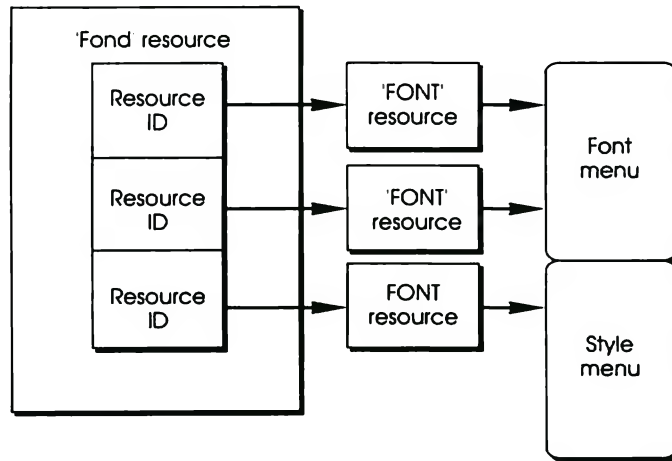 'Fond' resource
Resource
ID
'FONT'
resource
Font
menu
Resource
ID
'FONT'
resource
Resource
ID
FONT
resource
Style
menu